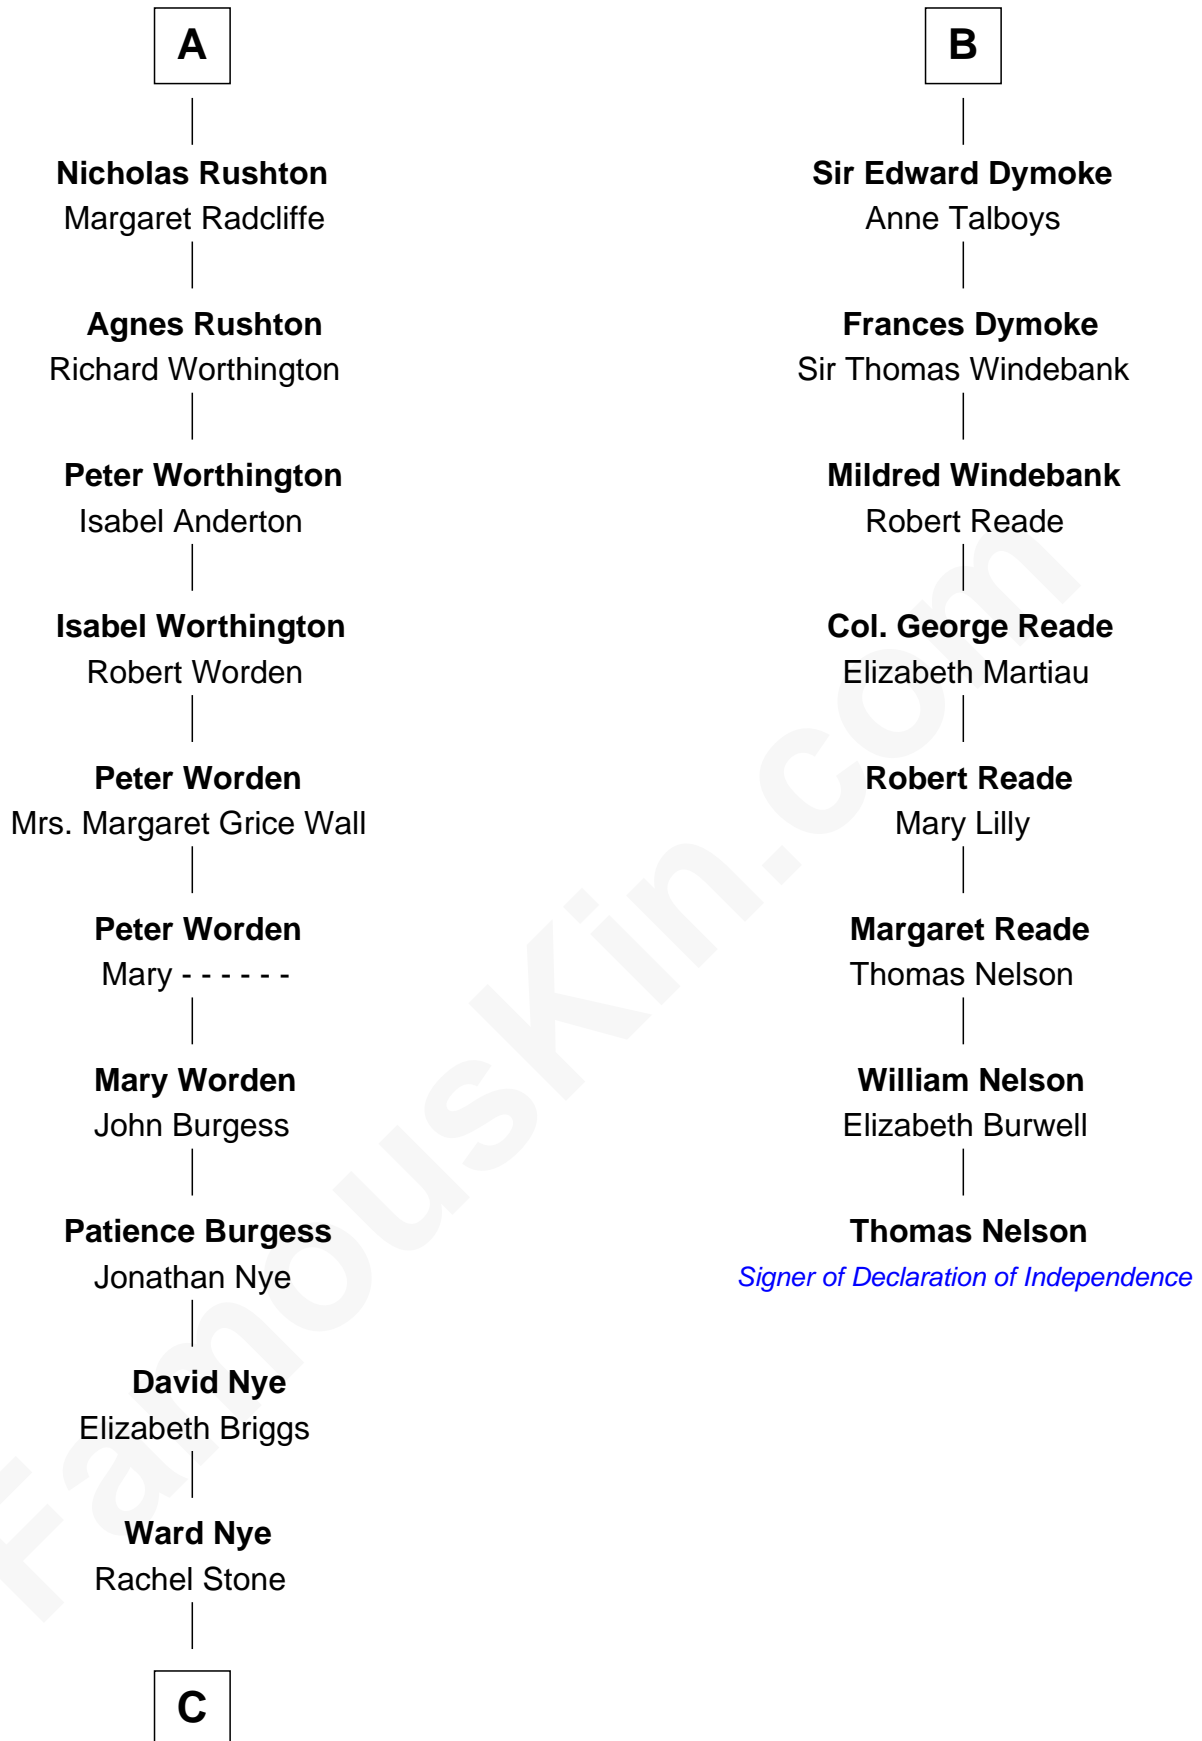 A
Nicholas Rushton
Margaret Radcliffe
Agnes Rushton
Richard Worthington
Peter Worthington
Isabel Anderton
Isabel Worthington
Robert Worden
Peter Worden
Mrs. Margaret Grice Wall
Peter Worden
Mary - - - - - -
Mary Worden
John Burgess
Patience Burgess
Jonathan Nye
David Nye
Elizabeth Briggs
Ward Nye
Rachel Stone
C
B
Sir Edward Dymoke
Anne Talboys
Frances Dymoke
Sir Thomas Windebank
Mildred Windebank
Robert Reade
Col. George Reade
Elizabeth Martiau
Robert Reade
Mary Lilly
Margaret Reade
Thomas Nelson
William Nelson
Elizabeth Burwell
Thomas Nelson
Signer of Declaration of Independence
FamousKin.com